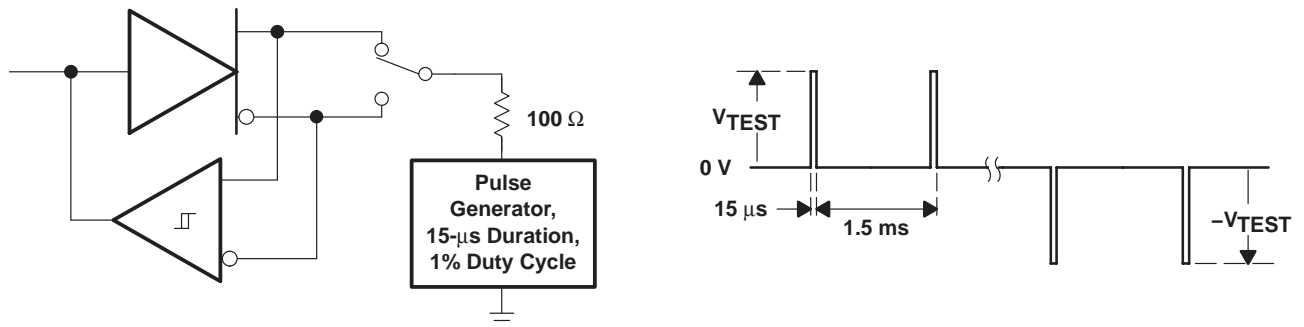 100 Ω
Pulse
Generator,
15-μs Duration,
1% Duty Cycle
VTEST
0 V
15 μs
1.5 ms
–VTEST